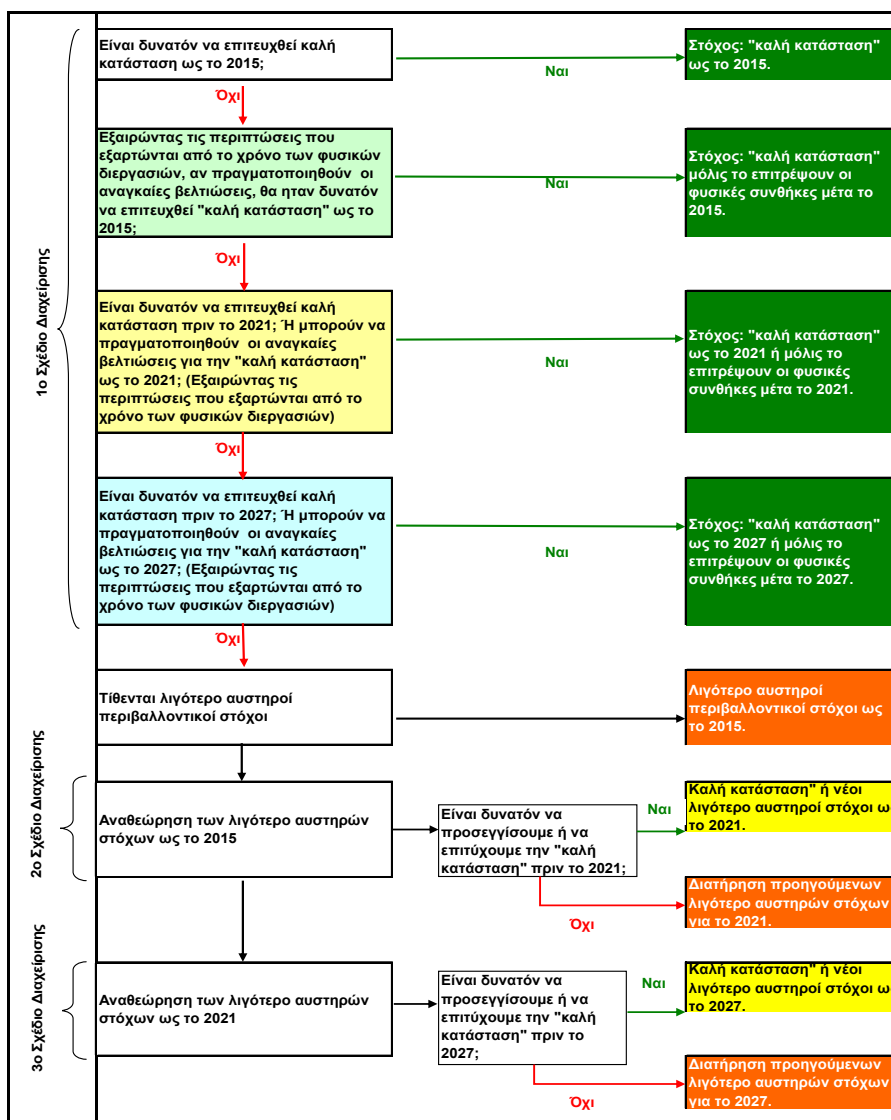 1ο Σχέδιο Διαχείρισης
Είναι δυνατόν να επιτευχθεί καλή
κατάσταση ως το 2015;
Ναι
Στόχος: "καλή κατάσταση"
ως το 2015.
Όχι
Εξαιρώντας τις περιπτώσεις που
εξαρτώνται από το χρόνο των φυσικών
διεργασιών, αν πραγματοποιηθούν οι
αναγκαίες βελτιώσεις, θα ηταν δυνατόν
να επιτευχθεί "καλή κατάσταση" ως το
2015;
Ναι
Στόχος: "καλή κατάσταση"
μόλις το επιτρέψουν οι
φυσικές συνθήκες μέτα το
2015.
Όχι
Είναι δυνατόν να επιτευχθεί καλή
κατάσταση πριν το 2021; Ή μπορούν να
πραγματοποιηθούν οι αναγκαίες
βελτιώσεις για την "καλή κατάσταση"
ως το 2021; (Εξαιρώντας τις
περιπτώσεις που εξαρτώνται από το
χρόνο των φυσικών διεργασιών)
Ναι
Στόχος: "καλή κατάσταση"
ως το 2021 ή μόλις το
επιτρέψουν οι φυσικές
συνθήκες μέτα το 2021.
Όχι
Είναι δυνατόν να επιτευχθεί καλή
κατάσταση πριν το 2027; Ή μπορούν να
πραγματοποιηθούν οι αναγκαίες
βελτιώσεις για την "καλή κατάσταση"
ως το 2027; (Εξαιρώντας τις
περιπτώσεις που εξαρτώνται από το
χρόνο των φυσικών διεργασιών)
Ναι
Στόχος: "καλή κατάσταση"
ως το 2027 ή μόλις το
επιτρέψουν οι φυσικές
συνθήκες μέτα το 2027.
Όχι
Τίθενται λιγότερο αυστηροί
περιβαλλοντικοί στόχοι
Λιγότερο αυστηροί
περιβαλλοντικοί στόχοι ως
το 2015.
2ο Σχέδιο Διαχείρισης
Αναθεώρηση των λιγότερο αυστηρών
στόχων ως το 2015
Είναι δυνατόν να
προσεγγίσουμε ή να
επιτύχουμε την "καλή
κατάσταση" πριν το 2021;
Ναι
Καλή κατάσταση" ή νέοι
λιγότερο αυστηροί στόχοι ως
το 2021.
Όχι
Διατήρηση προηγούμενων
λιγότερο αυστηρών στόχων
για το 2021.
3ο Σχέδιο Διαχείρισης
Αναθεώρηση των λιγότερο αυστηρών
στόχων ως το 2021
Είναι δυνατόν να
προσεγγίσουμε ή να
επιτύχουμε την "καλή
κατάσταση" πριν το
2027;
Ναι
Καλή κατάσταση" ή νέοι
λιγότερο αυστηροί στόχοι ως
το 2027.
Όχι
Διατήρηση προηγούμενων
λιγότερο αυστηρών στόχων
για το 2027.